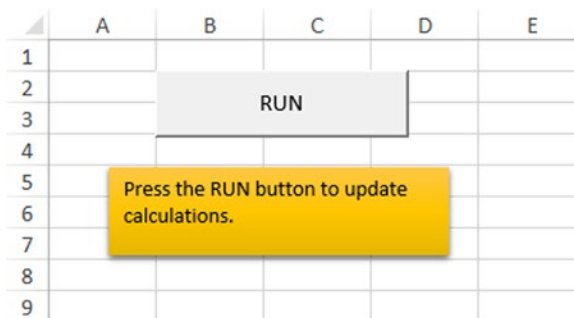 A B C D E
1
2
RUN
3
4
5
Press the RUN button to update
6
calculations.
7
8
9